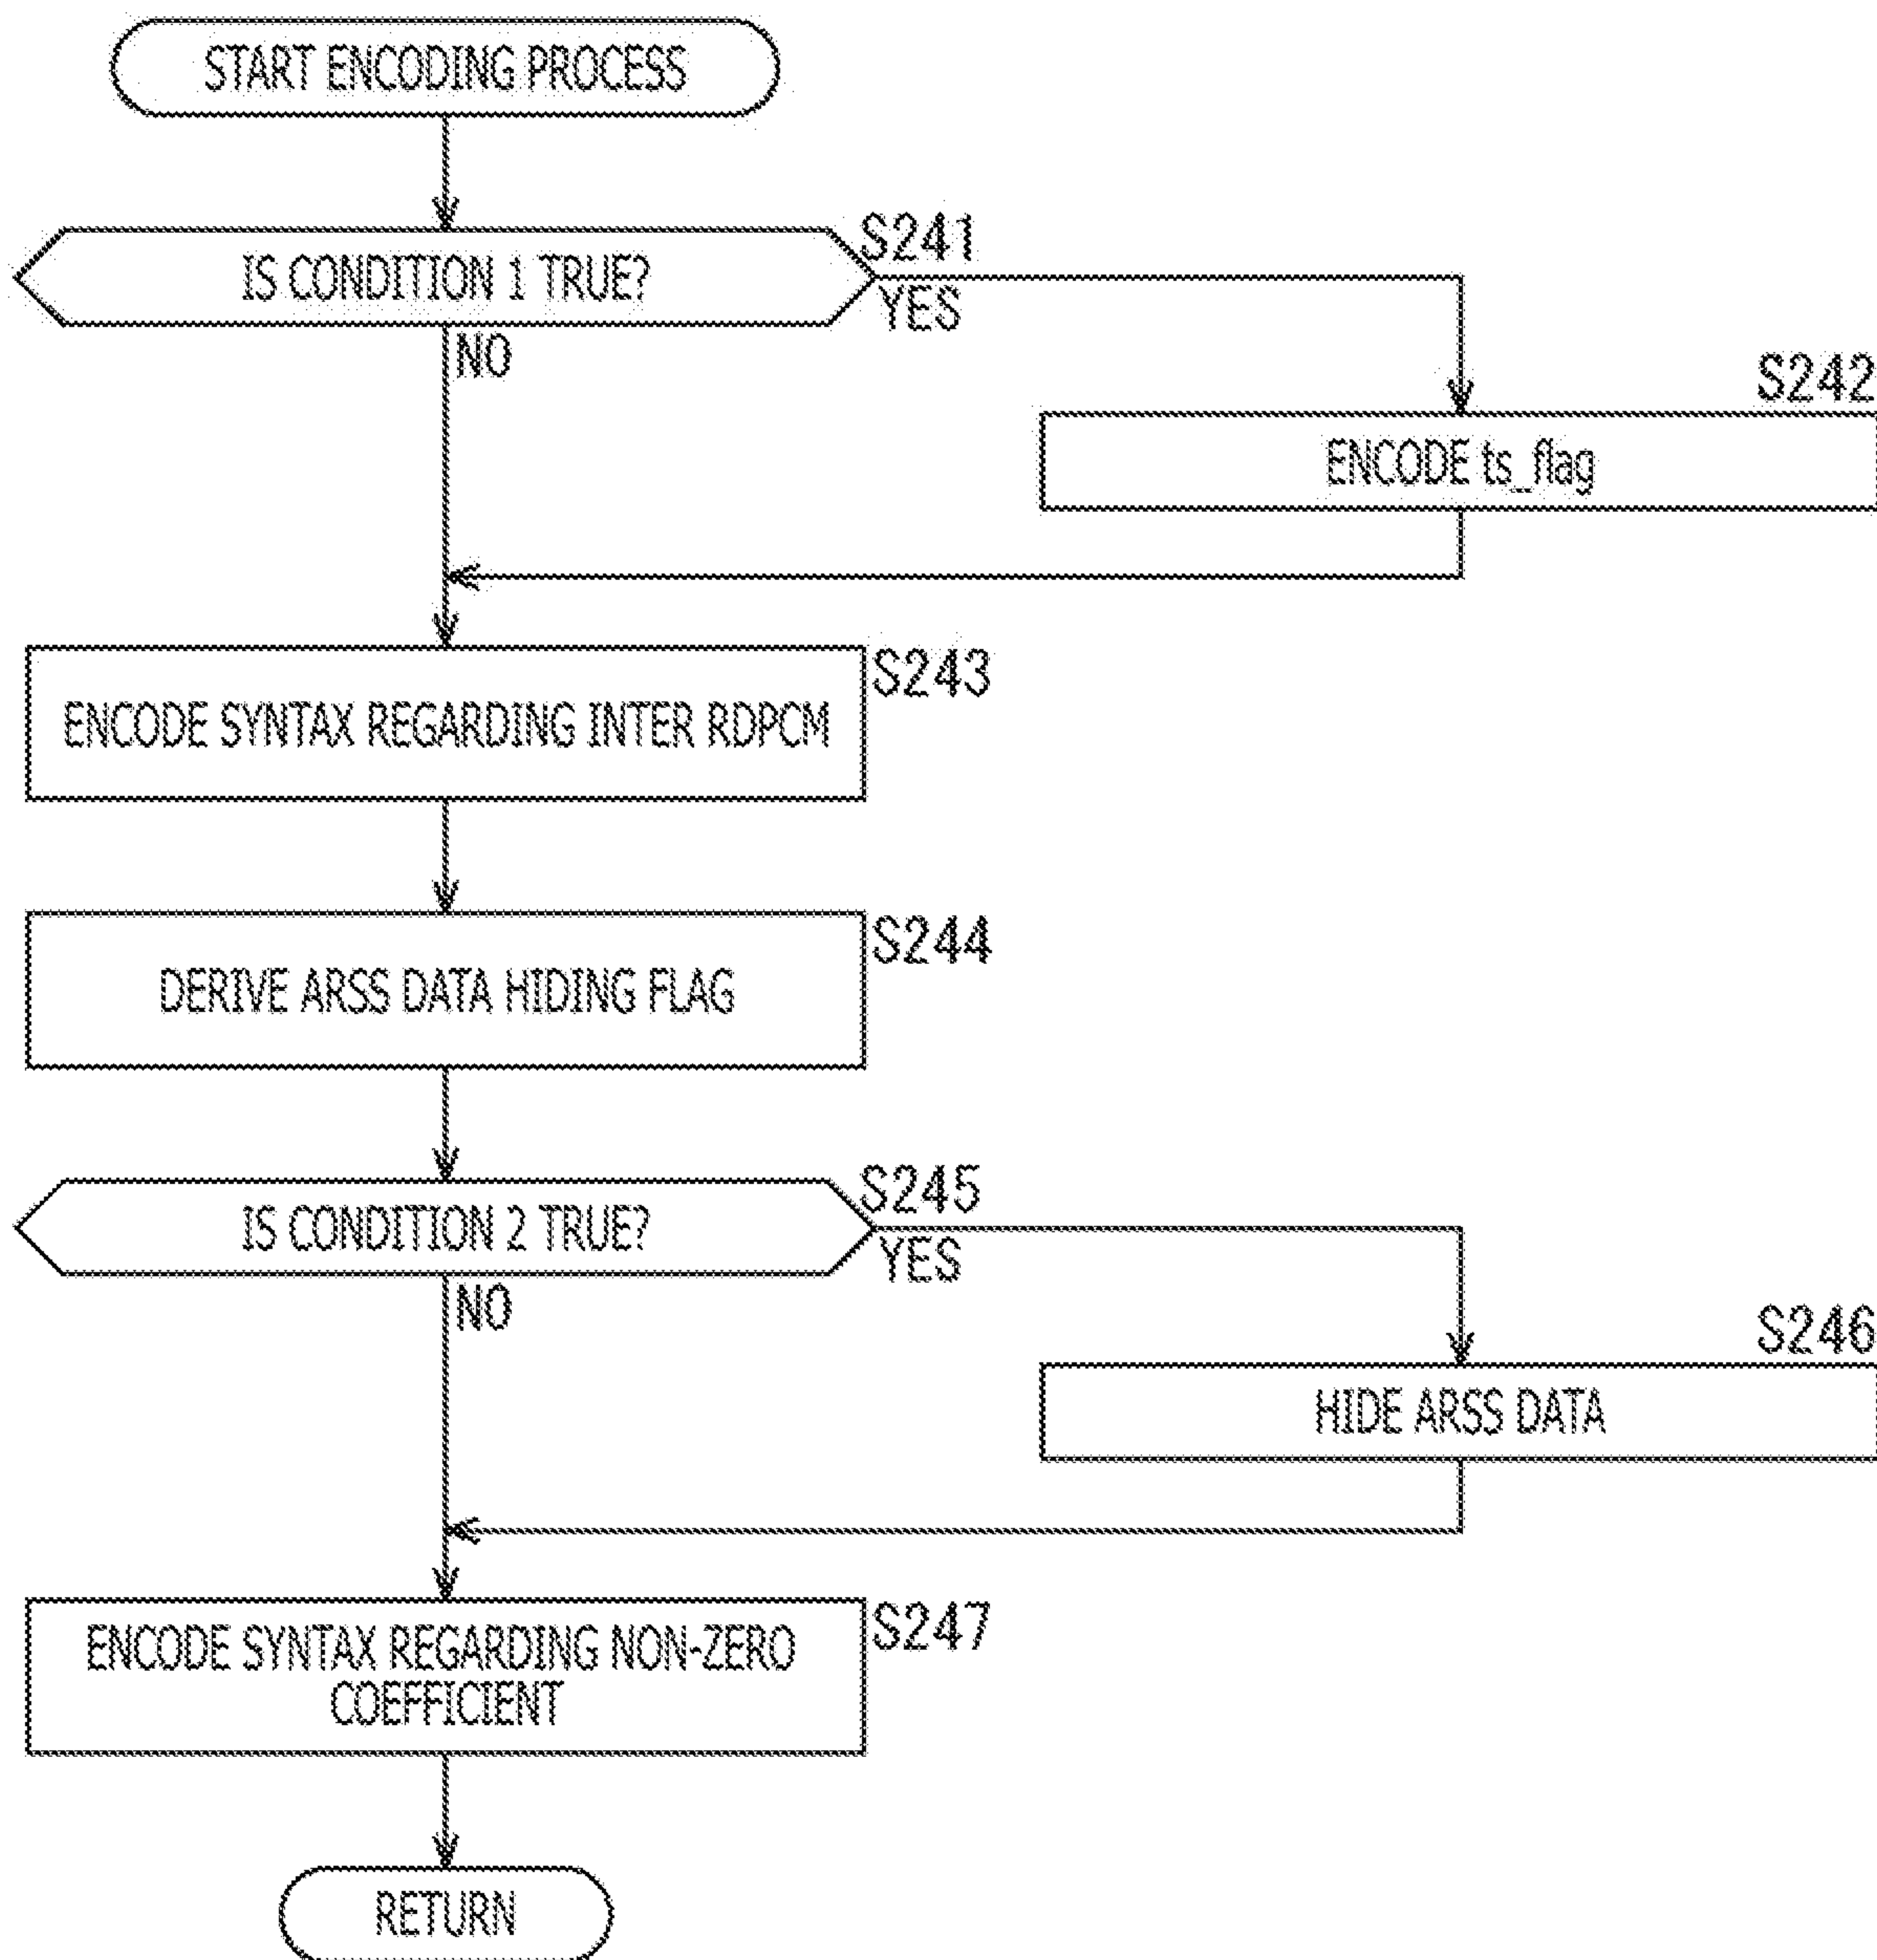 START ENCODING PROCESS
S241
IS CONDITION 1 TRUE?
YES
NO
S242
ENCODE ts_flag
S243
ENCODE SYNTAX REGARDING INTER RDPCM
S244
DERIVE ARSS DATA HIDING FLAG
S245
IS CONDITION 2 TRUE?
YES
NO
S246
HIDE ARSS DATA
S247
ENCODE SYNTAX REGARDING NON-ZERO
COEFFICIENT
RETURN